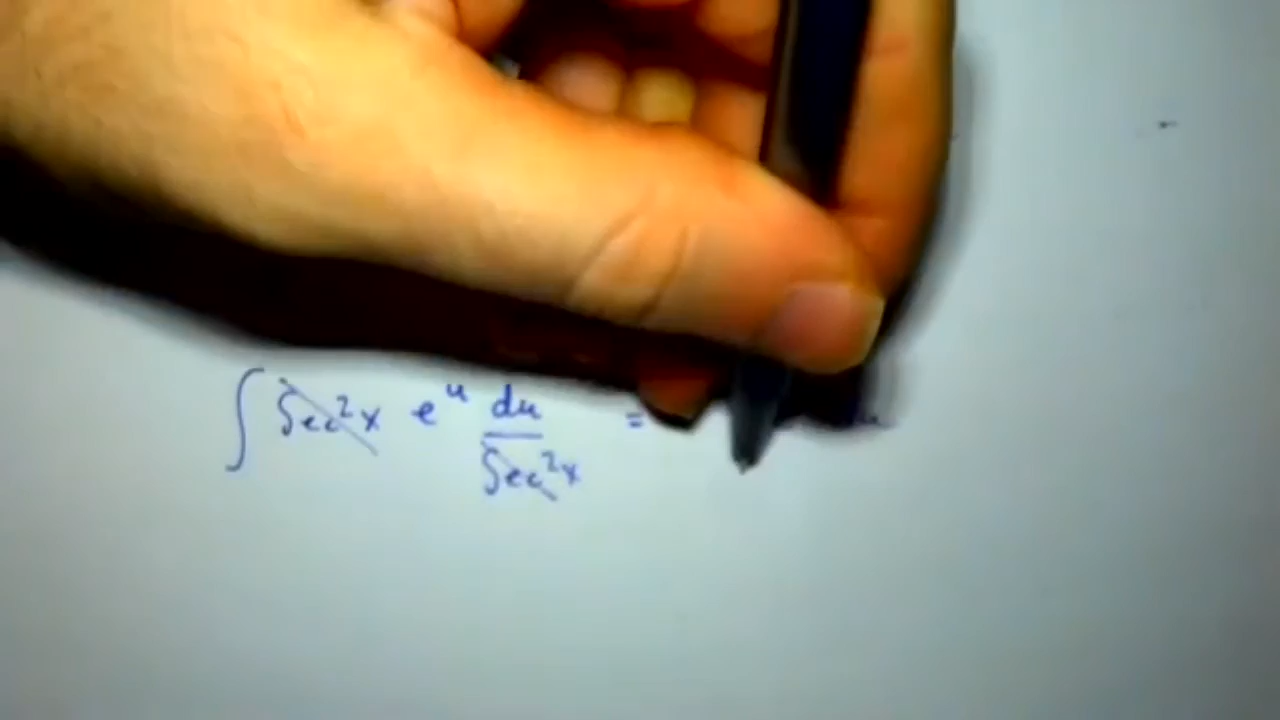 ∫ sec²x e^u du/sec²x =